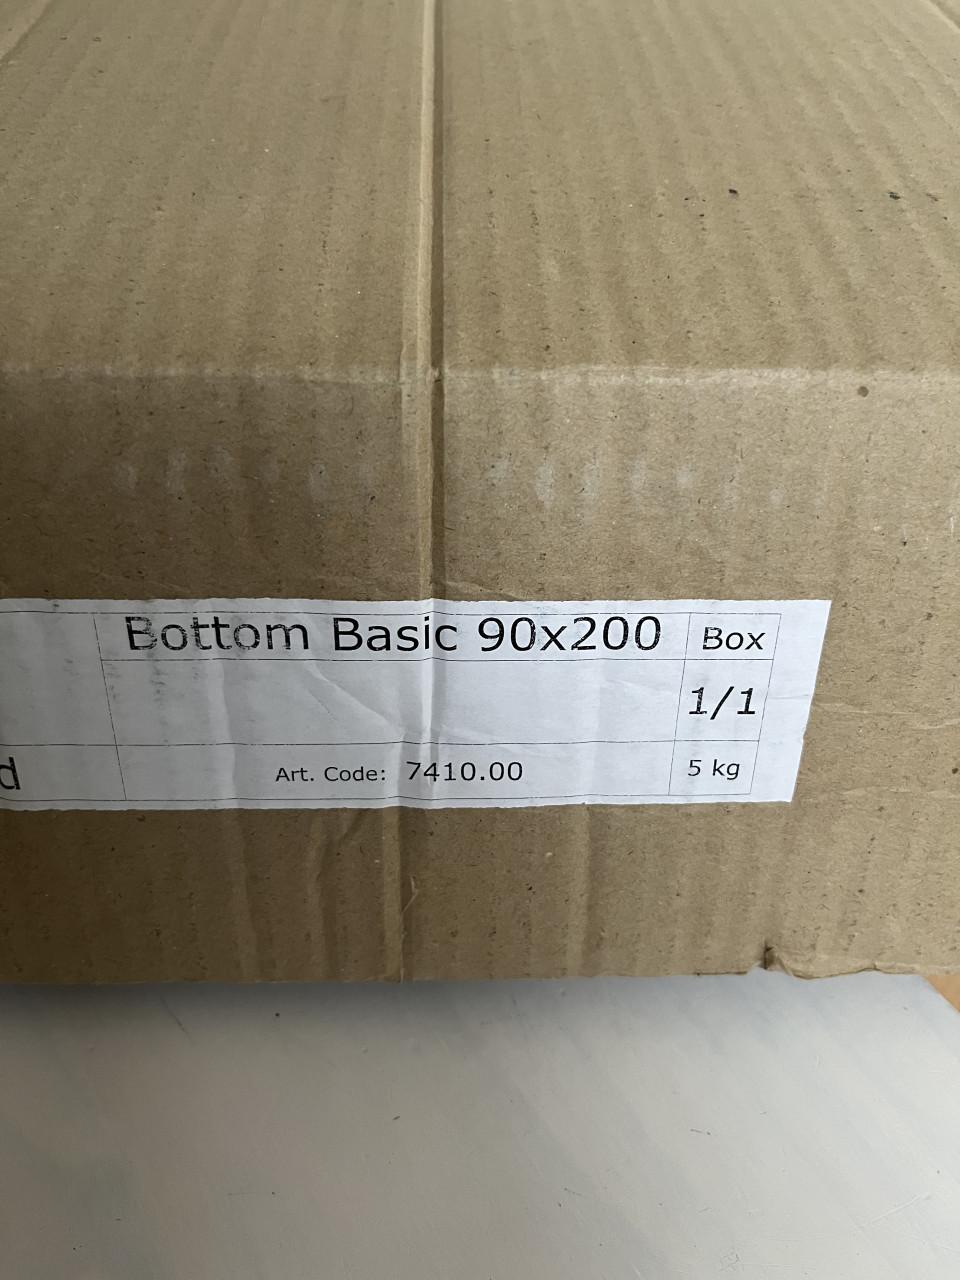 Bottom Basic 90x200
Box
1/1
d
Art. Code: 7410.00
5 kg